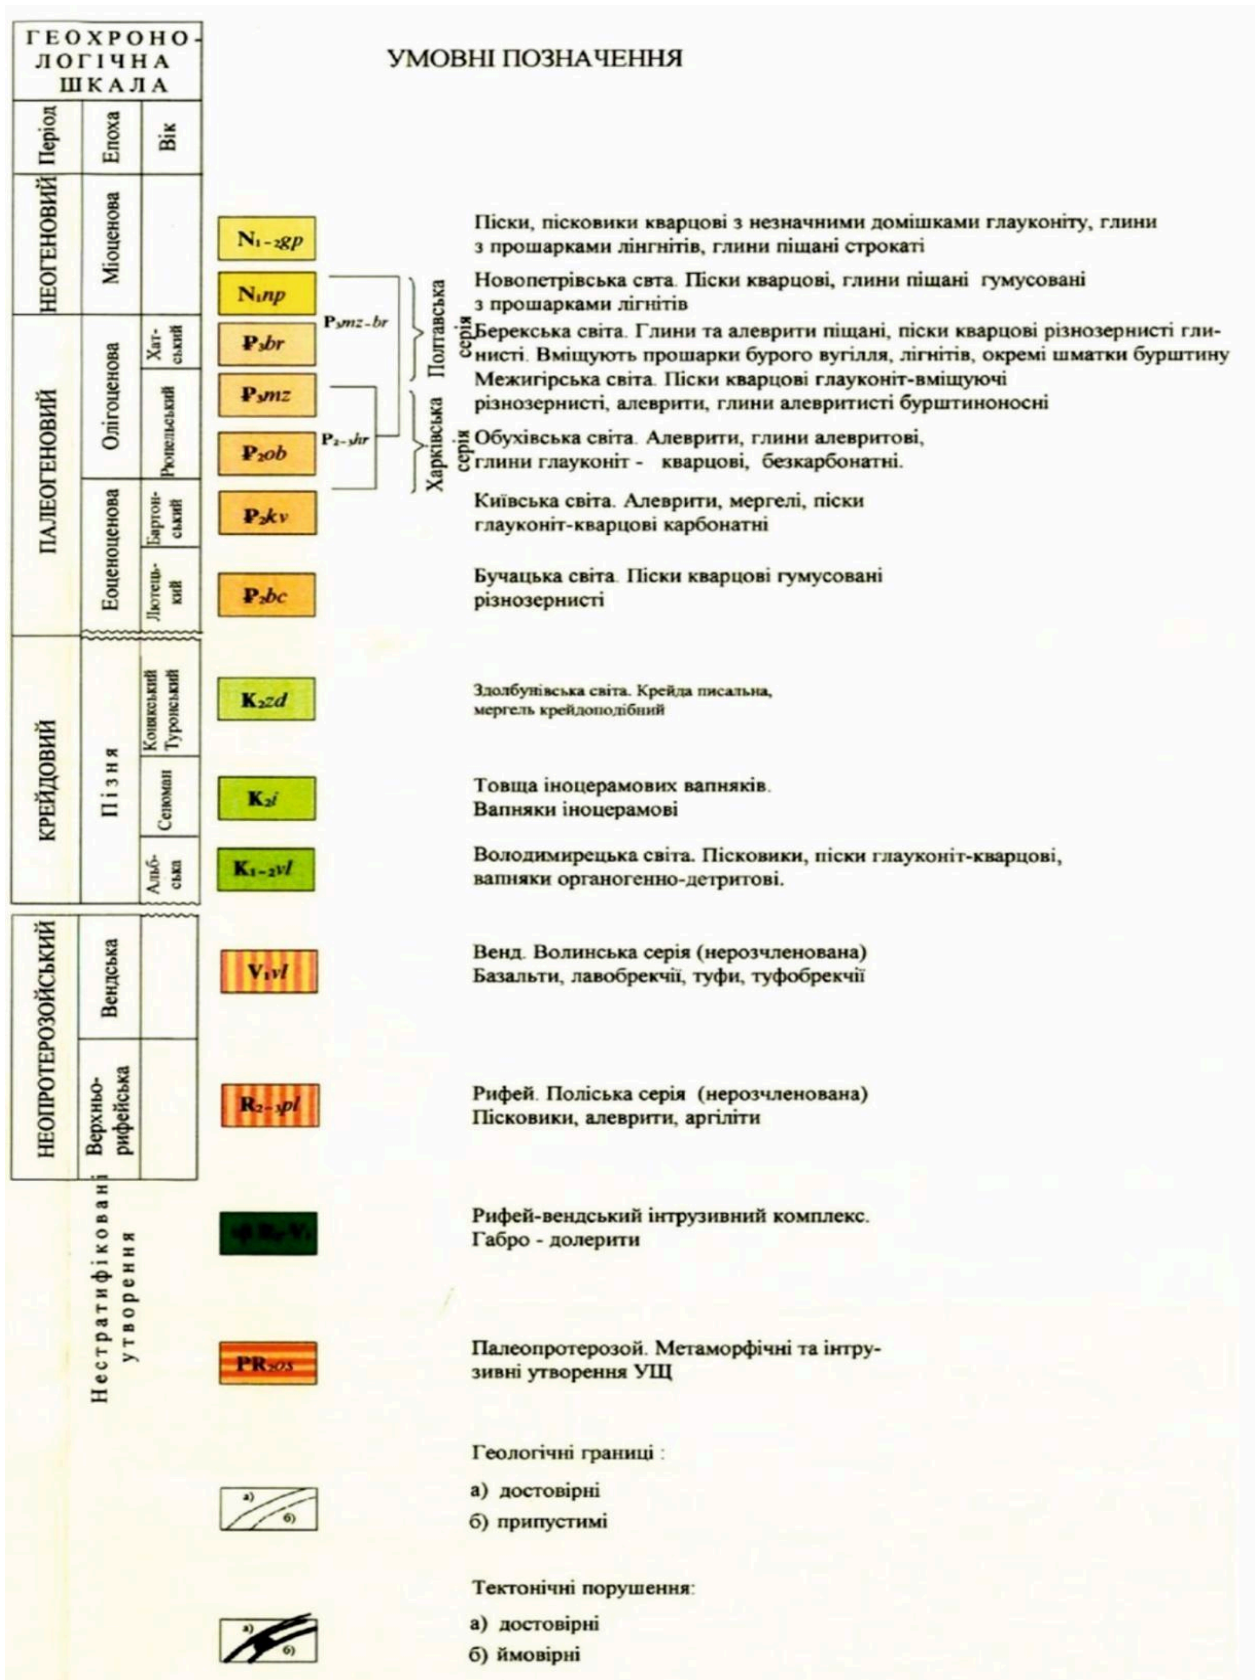 ГЕОХРОНО-
ЛОГІЧНА
ШКАЛА
УМОВНІ ПОЗНАЧЕННЯ
Період
Епоха
Вік
НЕОГЕНОВИЙ
Міоценова
N₁₋₂gp
Піски, пісковики кварцові з незначними домішками глауконіту, глини
з прошарками лінгнітів, глини піщані строкаті
N₁np
Новопетрівська свта. Піски кварцові, глини піщані гумусовані
з прошарками лігнітів
P₃mz-br
Полтавська
серія
ПАЛЕОГЕНОВИЙ
Олігоценова
Хат-
ський
P₃br
Берекська світа. Глини та алеврити піщані, піски кварцові різнозернисті гли-
нисті. Вміщують прошарки бурого вугілля, лігнітів, окремі шматки бурштину
Рюпельський
P₃mz
Межигірська світа. Піски кварцові глауконіт-вміщуючі
різнозернисті, алеврити, глини алевритисті бурштиноносні
P₂₋₃hr
Харківська
серія
P₂ob
Обухівська світа. Алеврити, глини алевритові,
глини глауконіт - кварцові, безкарбонатні.
Еоценоценова
Бартон-
ський
P₂kv
Київська світа. Алеврити, мергелі, піски
глауконіт-кварцові карбонатні
Лютець-
кий
P₂bc
Бучацька світа. Піски кварцові гумусовані
різнозернисті
КРЕЙДОВИЙ
Пізня
Коньякський
Туронський
K₂zd
Здолбунівська світа. Крейда писальна,
мергель крейдоподібний
Сеноман
K₂i
Товща іноцерамових вапняків.
Вапняки іноцерамові
Альб-
ська
K₁₋₂vl
Володимирецька світа. Пісковики, піски глауконіт-кварцові,
вапняки органогенно-детритові.
НЕОПРОТЕРОЗОЙСЬКИЙ
Вендська
V₁vl
Венд. Волинська серія (нерозчленована)
Базальти, лавобрекчії, туфи, туфобрекчії
Верхньо-
рифейська
R₂₋₃pl
Рифей. Поліська серія (нерозчленована)
Пісковики, алеврити, аргіліти
Нестратифіковані
утворення
Рифей-вендський інтрузивний комплекс.
Габро - долерити
PR₂os
Палеопротерозой. Метаморфічні та інтру-
зивні утворення УЩ
Геологічні границі :
а)
б)
а) достовірні
б) припустимі
Тектонічні порушення:
а)
б)
а) достовірні
б) ймовірні